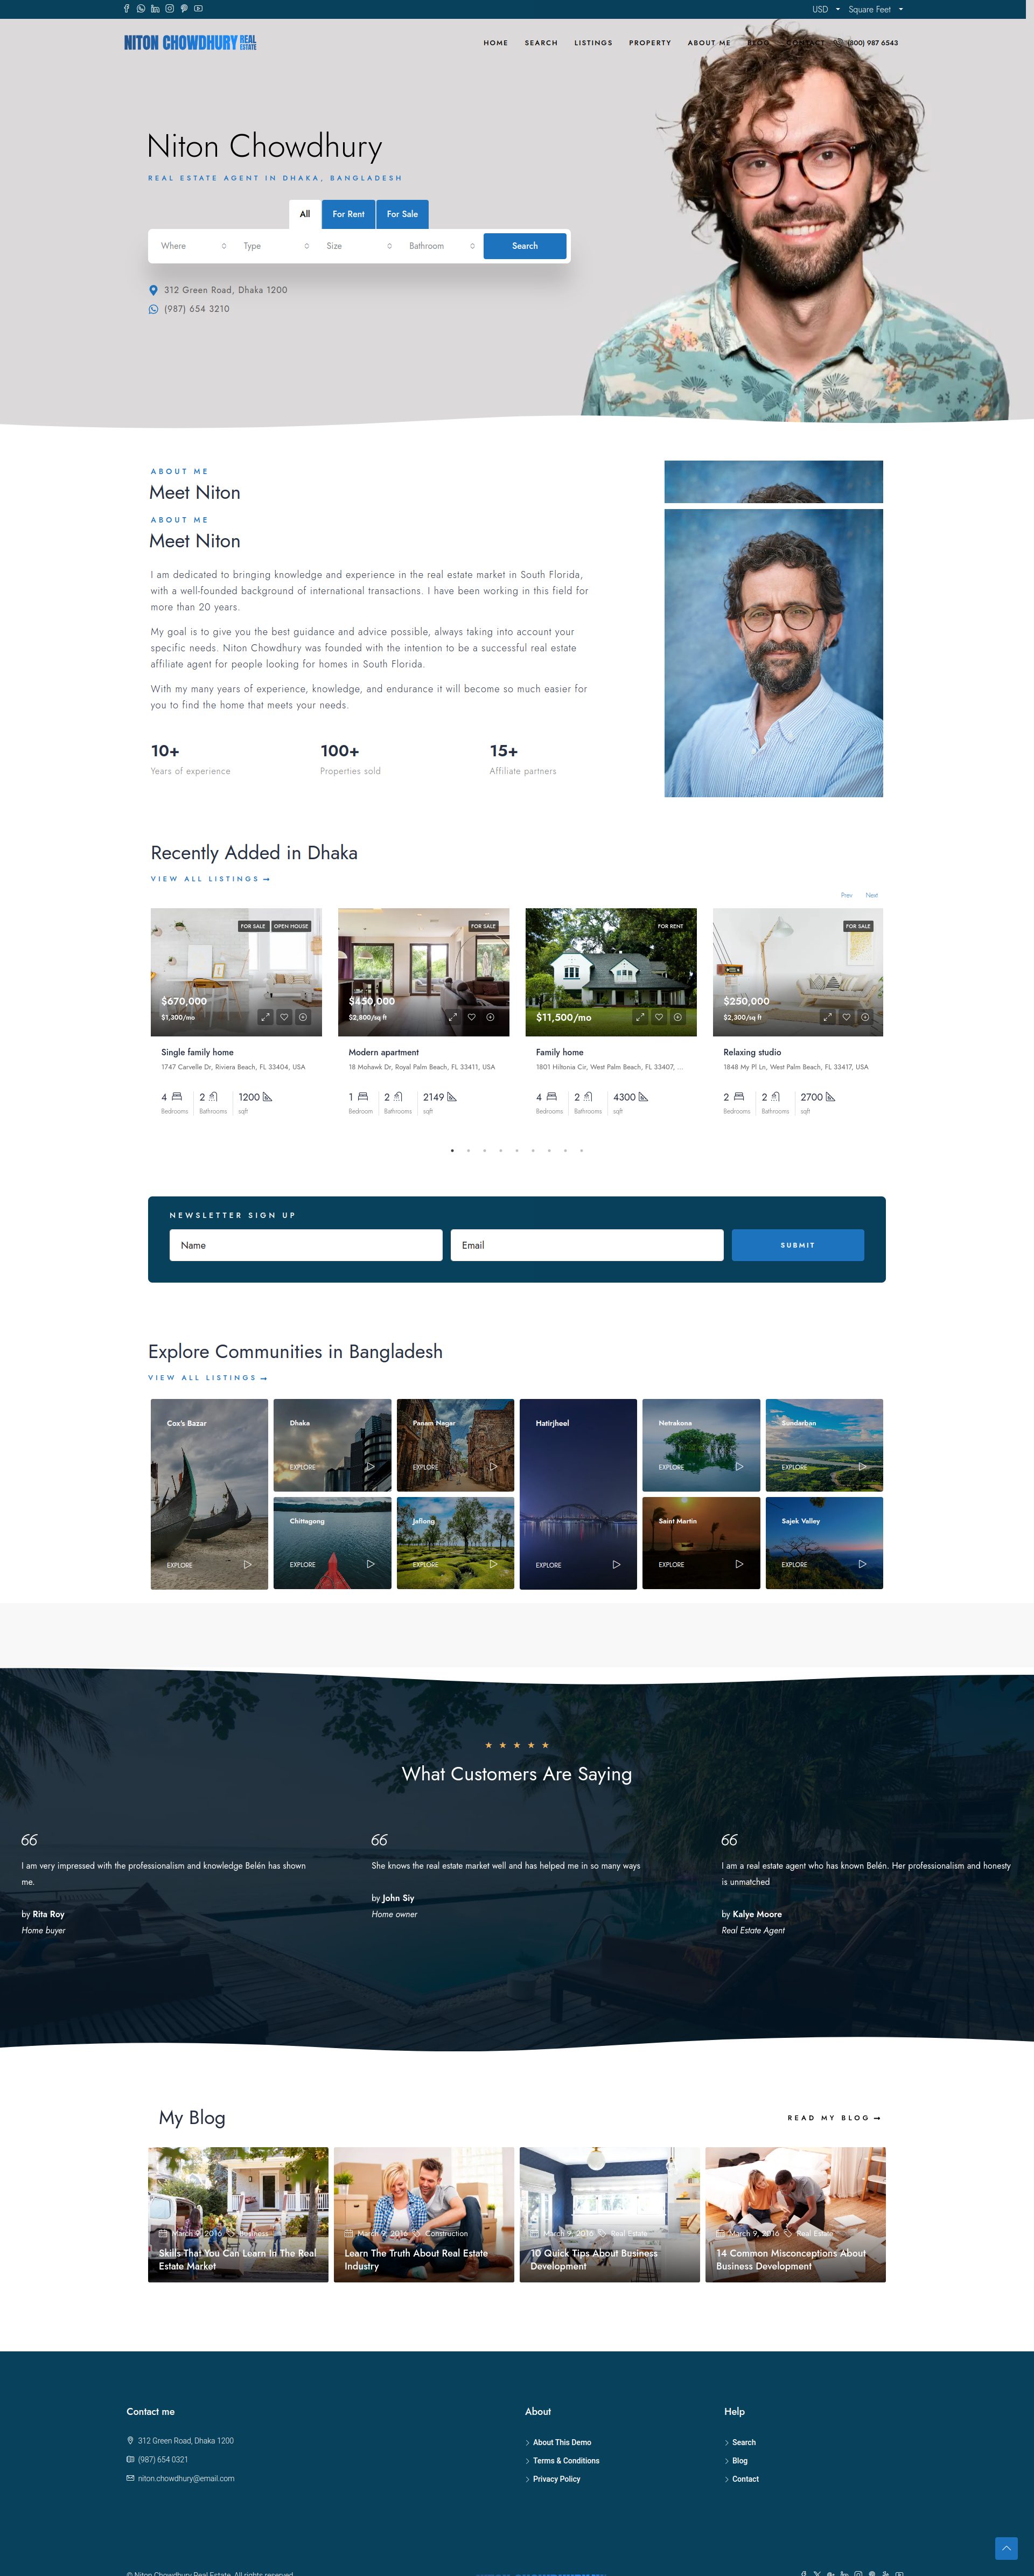 USD Square Feet
NITON CHOWDHURY REAL ESTATE
HOME SEARCH LISTINGS PROPERTY ABOUT ME BLOG CONTACT (800) 987 6543
Niton Chowdhury
REAL ESTATE AGENT IN DHAKA, BANGLADESH
All For Rent For Sale
Where Type Size Bathroom Search
312 Green Road, Dhaka 1200
(987) 654 3210
ABOUT ME
Meet Niton
ABOUT ME
Meet Niton
I am dedicated to bringing knowledge and experience in the real estate market in South Florida,
with a well-founded background of international transactions. I have been working in this field for
more than 20 years.
My goal is to give you the best guidance and advice possible, always taking into account your
specific needs. Niton Chowdhury was founded with the intention to be a successful real estate
affiliate agent for people looking for homes in South Florida.
With my many years of experience, knowledge, and endurance it will become so much easier for
you to find the home that meets your needs.
10+ 100+ 15+
Years of experience Properties sold Affiliate partners
Recently Added in Dhaka
VIEW ALL LISTINGS
Prev Next
FOR SALE OPEN HOUSE
$670,000
$1,300/mo
Single family home
1747 Carvelle Dr, Riviera Beach, FL 33404, USA
4 2 1200
Bedrooms Bathrooms sqft
FOR SALE
$450,000
$2,800/sq ft
Modern apartment
18 Mohawk Dr, Royal Palm Beach, FL 33411, USA
1 2 2149
Bedroom Bathrooms sqft
FOR RENT
$11,500/mo
Family home
1801 Hiltonia Cir, West Palm Beach, FL 33407, ...
4 2 4300
Bedrooms Bathrooms sqft
FOR SALE
$250,000
$2,300/sq ft
Relaxing studio
1848 My Pl Ln, West Palm Beach, FL 33417, USA
2 2 2700
Bedrooms Bathrooms sqft
NEWSLETTER SIGN UP
Name Email SUBMIT
Explore Communities in Bangladesh
VIEW ALL LISTINGS
Cox's Bazar
EXPLORE
Dhaka
EXPLORE
Panam Nagar
EXPLORE
Hatirjheel
EXPLORE
Netrakona
EXPLORE
Sundarban
EXPLORE
Chittagong
EXPLORE
Jaflong
EXPLORE
Saint Martin
EXPLORE
Sajek Valley
EXPLORE
What Customers Are Saying
I am very impressed with the professionalism and knowledge Belén has shown
me.
by Rita Roy
Home buyer
She knows the real estate market well and has helped me in so many ways
by John Siy
Home owner
I am a real estate agent who has known Belén. Her professionalism and honesty
is unmatched
by Kalye Moore
Real Estate Agent
My Blog
READ MY BLOG
March 9, 2016 Business
Skills That You Can Learn In The Real
Estate Market
March 9, 2016 Construction
Learn The Truth About Real Estate
Industry
March 9, 2016 Real Estate
10 Quick Tips About Business
Development
March 9, 2016 Real Estate
14 Common Misconceptions About
Business Development
Contact me
312 Green Road, Dhaka 1200
(987) 654 0321
niton.chowdhury@email.com
About
About This Demo
Terms & Conditions
Privacy Policy
Help
Search
Blog
Contact
© Niton Chowdhury Real Estate. All rights reserved